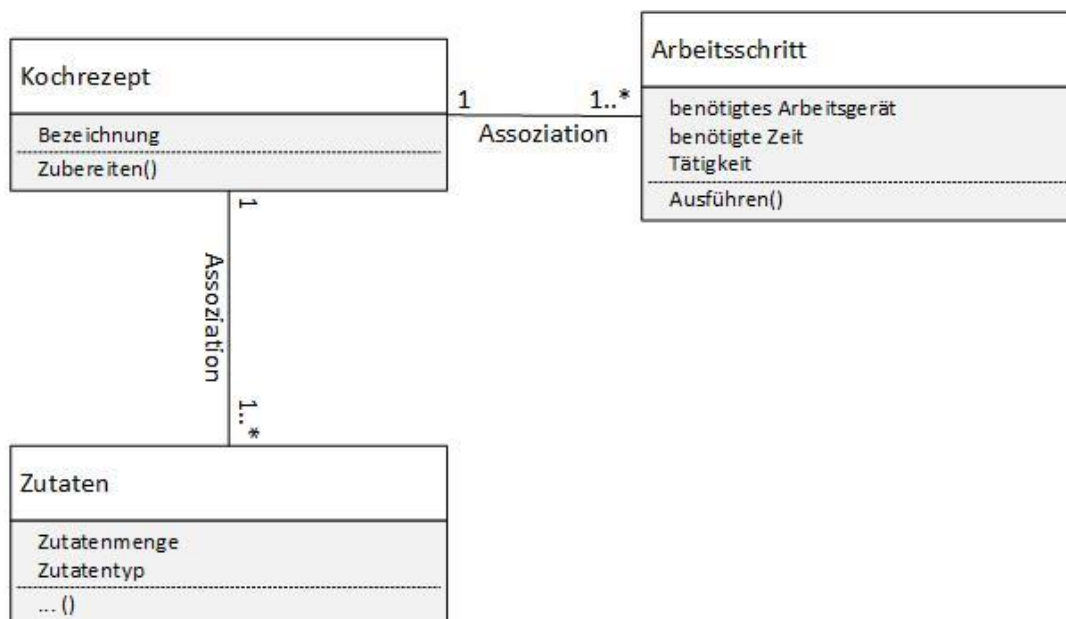 Kochrezept
Bezeichnung
Zubereiten()
1
1..*
Assoziation
Arbeitsschritt
benötigtes Arbeitsgerät
benötigte Zeit
Tätigkeit
Ausführen()
1
Assoziation
1..*
Zutaten
Zutatenmenge
Zutatentyp
... ()